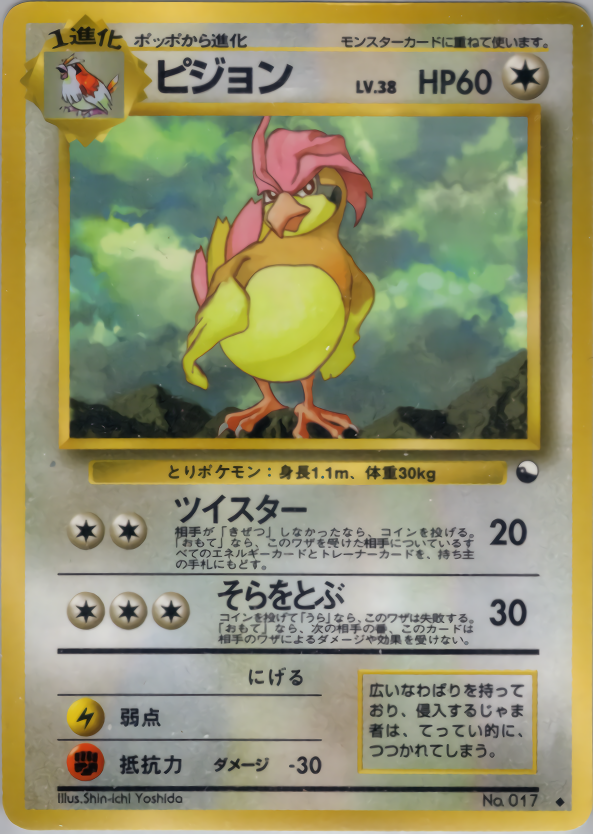 1進化
ポッポから進化
モンスターカードに重ねて使います。
ピジョン LV.38 HP60
とりポケモン：身長1.1m、体重30kg
ツイスター 20
相手が「きぜつ」しなかったなら、コインを投げる。
「おもて」なら、このワザを受けた相手についているす
べてのエネルギーカードとトレーナーカードを、持ち主
の手札にもどす。
そらをとぶ 30
コインを投げて「うら」なら、このワザは失敗する。
「おもて」なら、次の相手の番、このカードは
相手のワザによるダメージや効果を受けない。
にげる
弱点
抵抗力 ダメージ -30
広いなわばりを持って
おり、侵入するじゃま
者は、てってい的に、
つつかれてしまう。
Illus.Shin-ichi Yoshida
No. 017